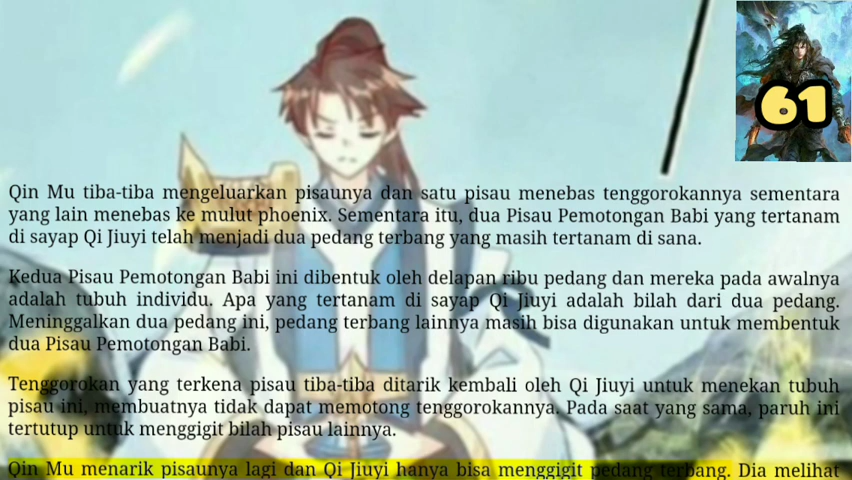 61
Qin Mu tiba-tiba mengeluarkan pisaunya dan satu pisau menebas tenggorokannya sementara
yang lain menebas ke mulut phoenix. Sementara itu, dua Pisau Pemotongan Babi yang tertanam
di sayap Qi Jiuyi telah menjadi dua pedang terbang yang masih tertanam di sana.
Kedua Pisau Pemotongan Babi ini dibentuk oleh delapan ribu pedang dan mereka pada awalnya
adalah tubuh individu. Apa yang tertanam di sayap Qi Jiuyi adalah bilah dari dua pedang.
Meninggalkan dua pedang ini, pedang terbang lainnya masih bisa digunakan untuk membentuk
dua Pisau Pemotongan Babi.
Tenggorokan yang terkena pisau tiba-tiba ditarik kembali oleh Qi Jiuyi untuk menekan tubuh
pisau ini, membuatnya tidak dapat memotong tenggorokannya. Pada saat yang sama, paruh ini
tertutup untuk menggigit bilah pisau lainnya.
Qin Mu menarik pisaunya lagi dan Qi Jiuyi hanya bisa menggigit pedang terbang. Dia melihat